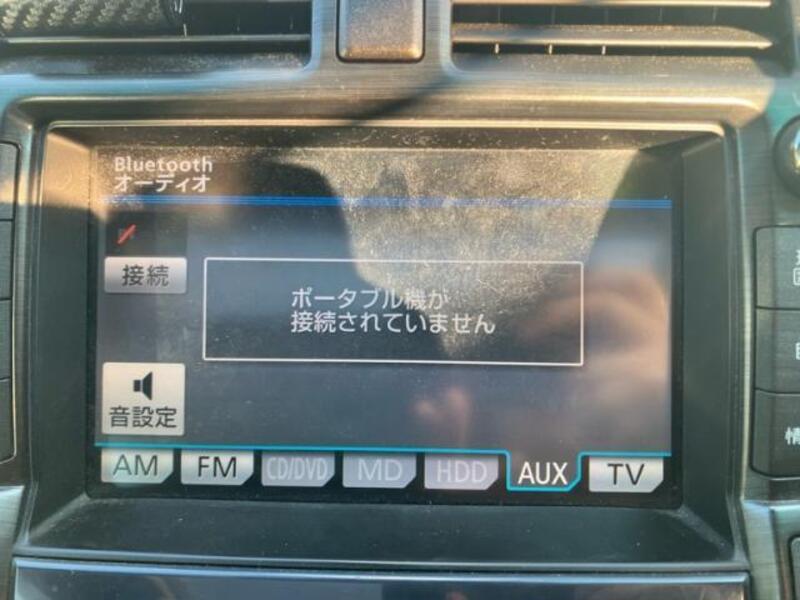 Bluetooth
オーディオ
接続
ポータブル機が
接続されていません
音設定
AM FM CD/DVD MD HDD AUX TV